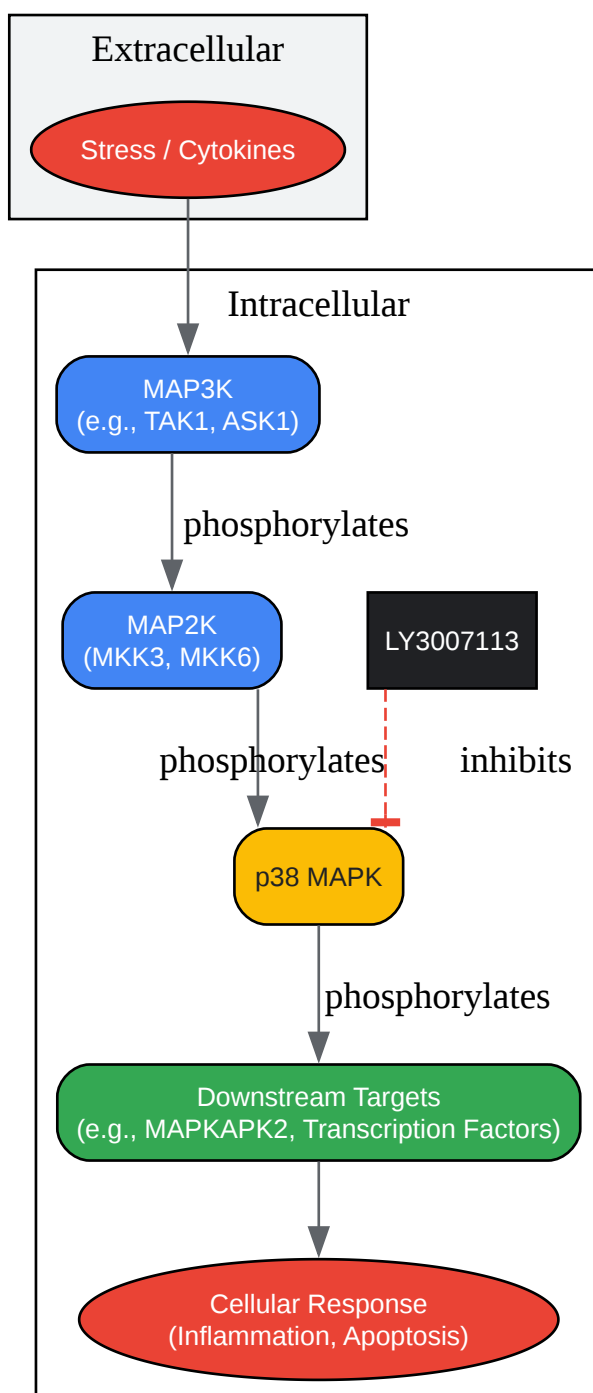 Extracellular
Stress / Cytokines
Intracellular
MAP3K
(e.g., TAK1, ASK1)
phosphorylates
MAP2K
(MKK3, MKK6)
LY3007113
phosphorylates
inhibits
p38 MAPK
phosphorylates
Downstream Targets
(e.g., MAPKAPK2, Transcription Factors)
Cellular Response
(Inflammation, Apoptosis)